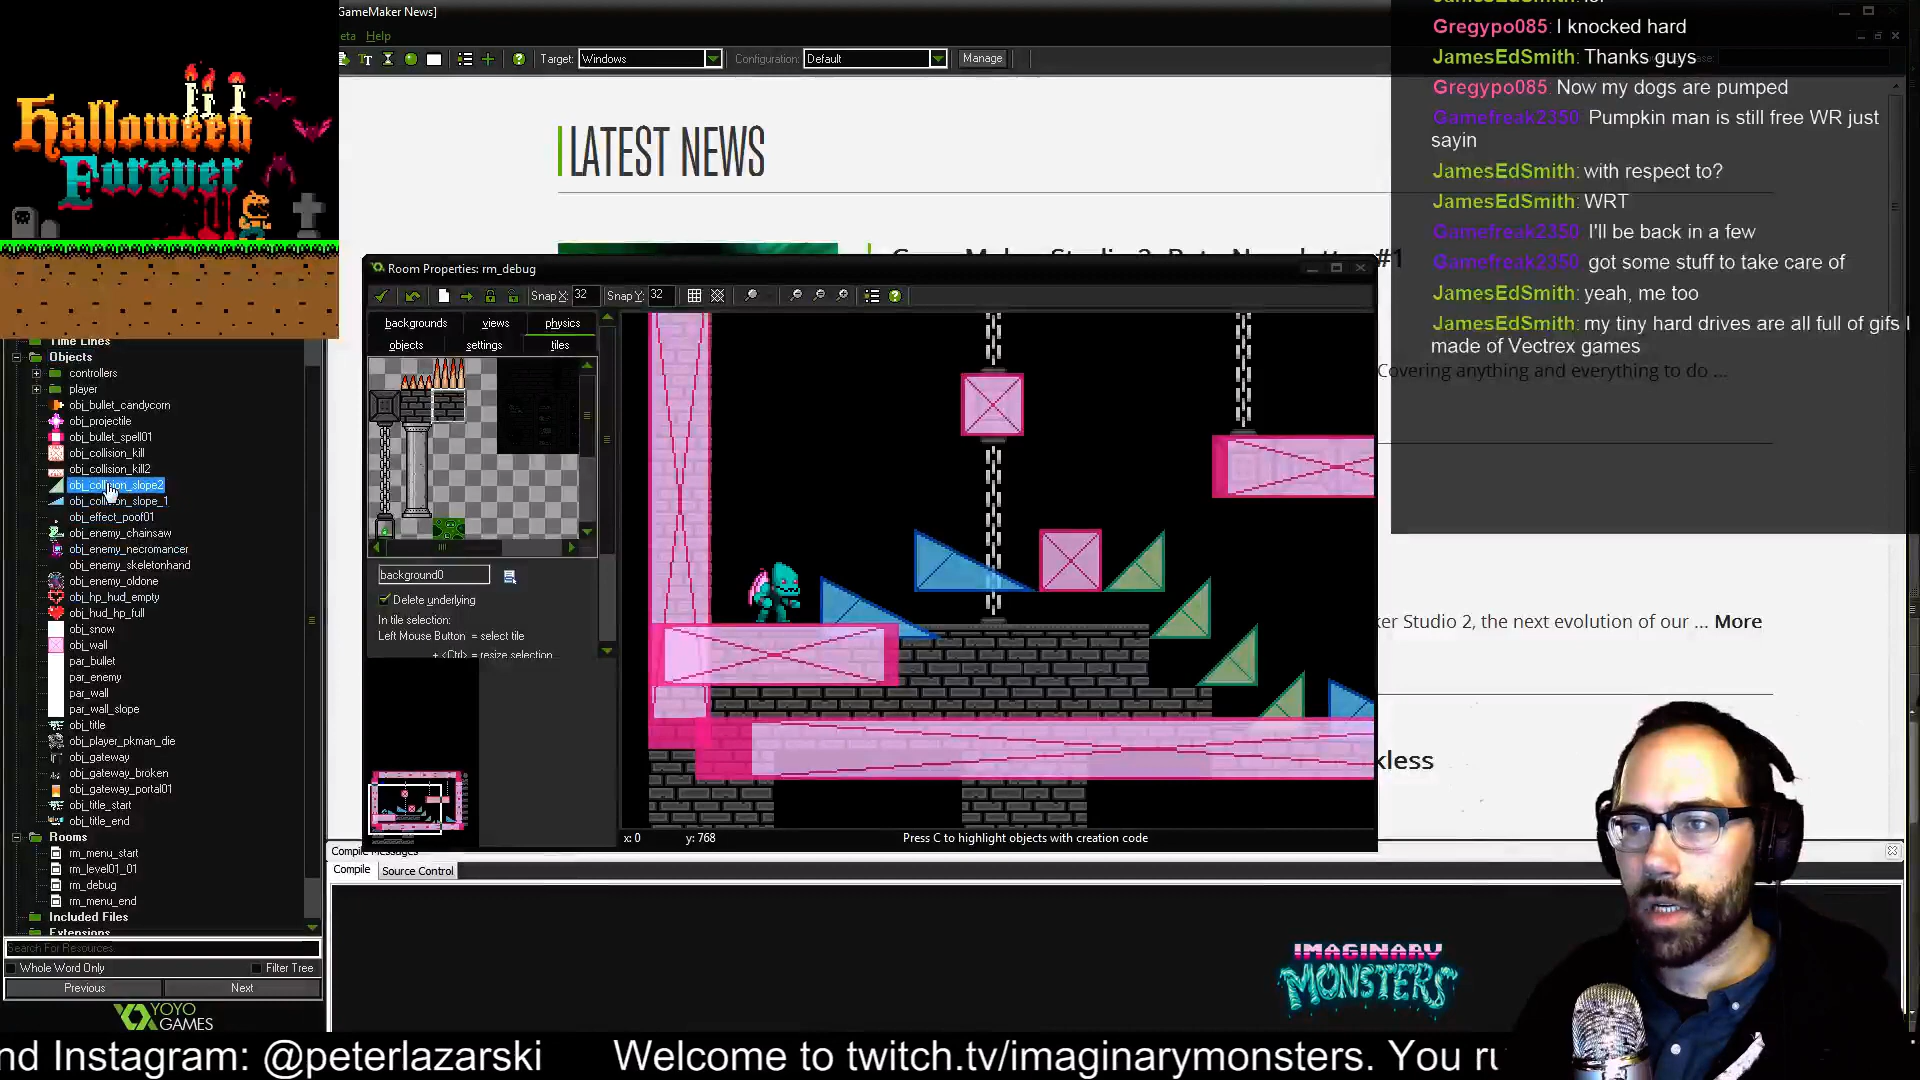 GameMaker News]
eta Help
Target: Windows Configuration: Default Manage
Halloween
Forever
LATEST NEWS
#1
Covering anything and everything to do ...
er Studio 2, the next evolution of our ... More
kless
JamesEdSmith: lol
Gregypo085: I knocked hard
JamesEdSmith: Thanks guys
Gregypo085: Now my dogs are pumped
Gamefreak2350: Pumpkin man is still free WR just
sayin
JamesEdSmith: with respect to?
JamesEdSmith: WRT
Gamefreak2350: I'll be back in a few
Gamefreak2350: got some stuff to take care of
JamesEdSmith: yeah, me too
JamesEdSmith: my tiny hard drives are all full of gifs I
made of Vectrex games
Room Properties: rm_debug
Snap X: 32 Snap Y: 32
backgrounds views physics
objects settings tiles
background0
Delete underlying
In tile selection:
Left Mouse Button = select tile
+ <Ctrl> = resize selection...
x: 0 y: 768 Press C to highlight objects with creation code
Time Lines
Objects
controllers
player
obj_bullet_candycorn
obj_projectile
obj_bullet_spell01
obj_collision_kill
obj_collision_kill2
obj_collision_slope2
obj_collision_slope_1
obj_effect_poof01
obj_enemy_chainsaw
obj_enemy_necromancer
obj_enemy_skeletonhand
obj_enemy_oldone
obj_hp_hud_empty
obj_hud_hp_full
obj_snow
obj_wall
par_bullet
par_enemy
par_wall
par_wall_slope
obj_title
obj_player_pkman_die
obj_gateway
obj_gateway_broken
obj_gateway_portal01
obj_title_start
obj_title_end
Rooms
rm_menu_start
rm_level01_01
rm_debug
rm_menu_end
Included Files
Extensions
Search For Resources
Whole Word Only Filter Tree
Previous Next
YOYO
GAMES
Compile Messages
Compile Source Control
IMAGINARY
MONSTERS
nd Instagram: @peterlazarski Welcome to twitch.tv/imaginarymonsters. You ru